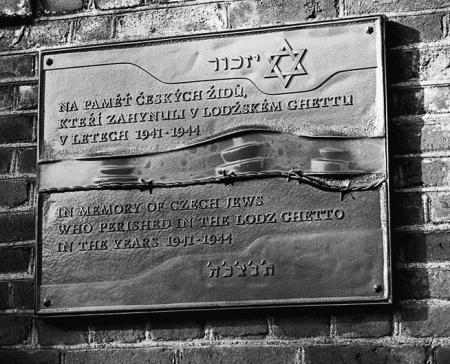 יזכור
NA PAMĚŤ ČESKÝCH ŽIDŮ,
KTEŘÍ ZAHYNULI V LODŽSKÉM GHETTU
V LETECH 1941-1944
IN MEMORY OF CZECH JEWS
WHO PERISHED IN THE LODZ GHETTO
IN THE YEARS 1941-1944
ת'נ'צ'ב'ה'